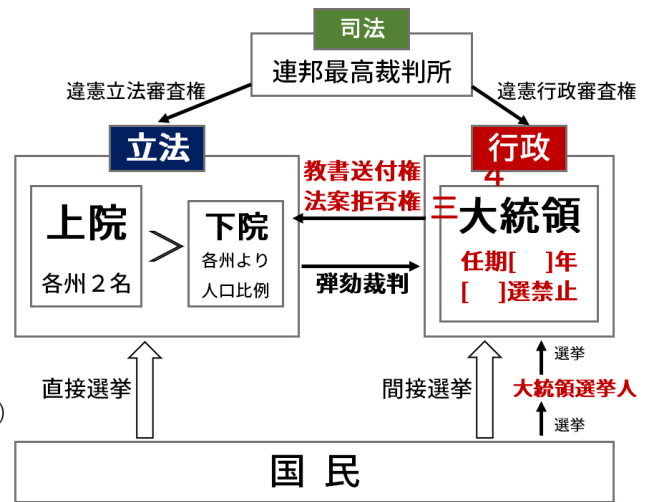 司法
連邦最高裁判所
違憲立法審査権
違憲行政審査権
立法
行政
教書送付権
法案拒否権
4
三
上院
各州２名
＞
下院
各州より
人口比例
大統領
任期[　]年
[　]選禁止
弾劾裁判
直接選挙
間接選挙
選挙
大統領選挙人
選挙
)
国 民